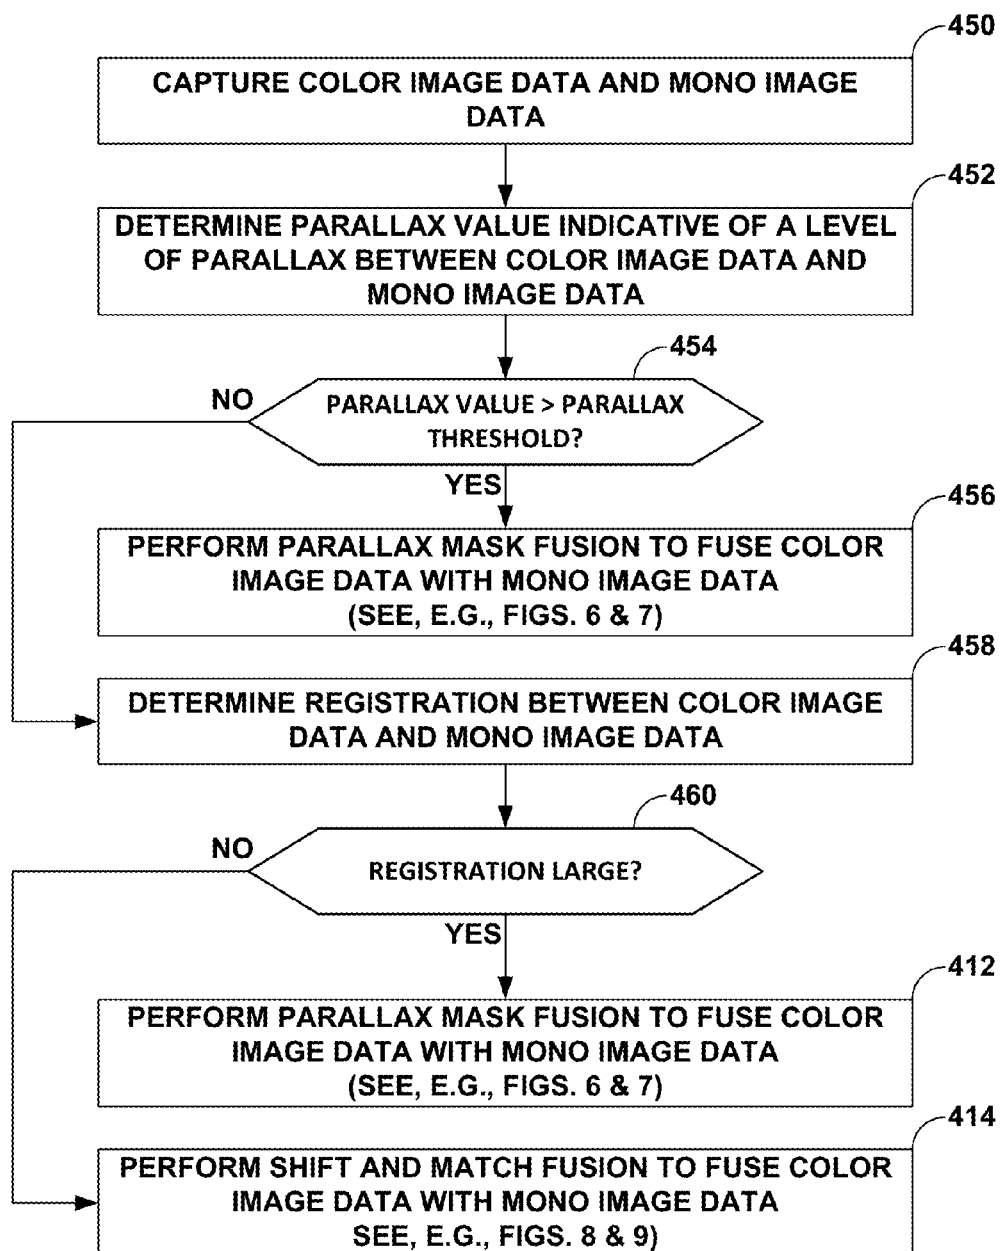 450
CAPTURE COLOR IMAGE DATA AND MONO IMAGE
DATA
452
DETERMINE PARALLAX VALUE INDICATIVE OF A LEVEL
OF PARALLAX BETWEEN COLOR IMAGE DATA AND
MONO IMAGE DATA
454
NO
PARALLAX VALUE > PARALLAX
THRESHOLD?
YES
456
PERFORM PARALLAX MASK FUSION TO FUSE COLOR
IMAGE DATA WITH MONO IMAGE DATA
(SEE, E.G., FIGS. 6 & 7)
458
DETERMINE REGISTRATION BETWEEN COLOR IMAGE
DATA AND MONO IMAGE DATA
460
NO
REGISTRATION LARGE?
YES
412
PERFORM PARALLAX MASK FUSION TO FUSE COLOR
IMAGE DATA WITH MONO IMAGE DATA
(SEE, E.G., FIGS. 6 & 7)
414
PERFORM SHIFT AND MATCH FUSION TO FUSE COLOR
IMAGE DATA WITH MONO IMAGE DATA
SEE, E.G., FIGS. 8 & 9)